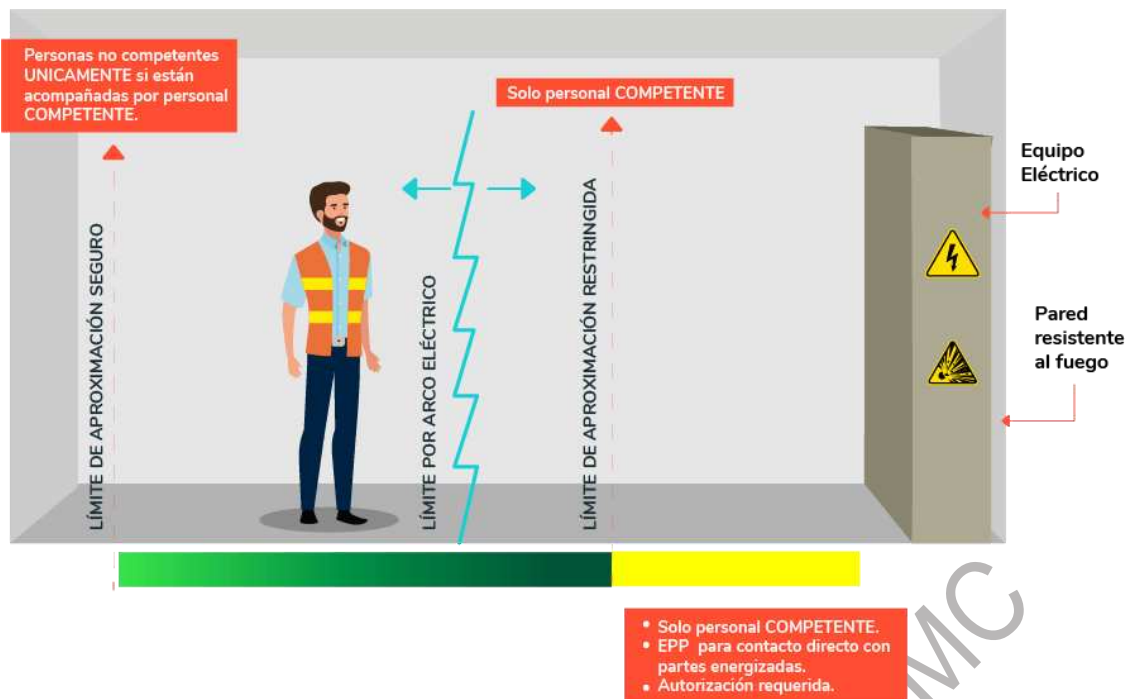 Personas no competentes
UNICAMENTE si están
acompañadas por personal
COMPETENTE.
Solo personal COMPETENTE
LÍMITE DE APROXIMACIÓN SEGURO
LÍMITE POR ARCO ELÉCTRICO
LÍMITE DE APROXIMACIÓN RESTRINGIDA
Equipo
Eléctrico
Pared
resistente
al fuego
• Solo personal COMPETENTE.
• EPP para contacto directo con
partes energizadas.
• Autorización requerida.
MC